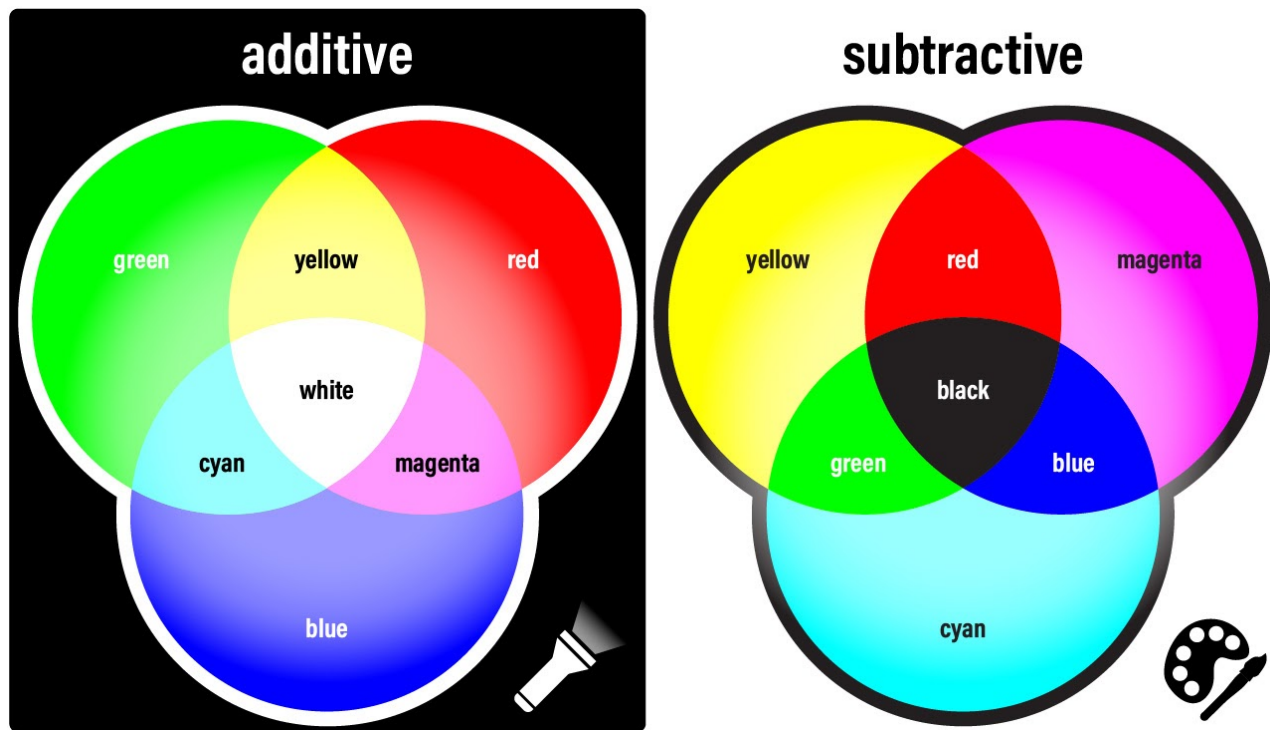 additive
green
yellow
red
white
cyan
magenta
blue
subtractive
yellow
red
magenta
black
green
blue
cyan